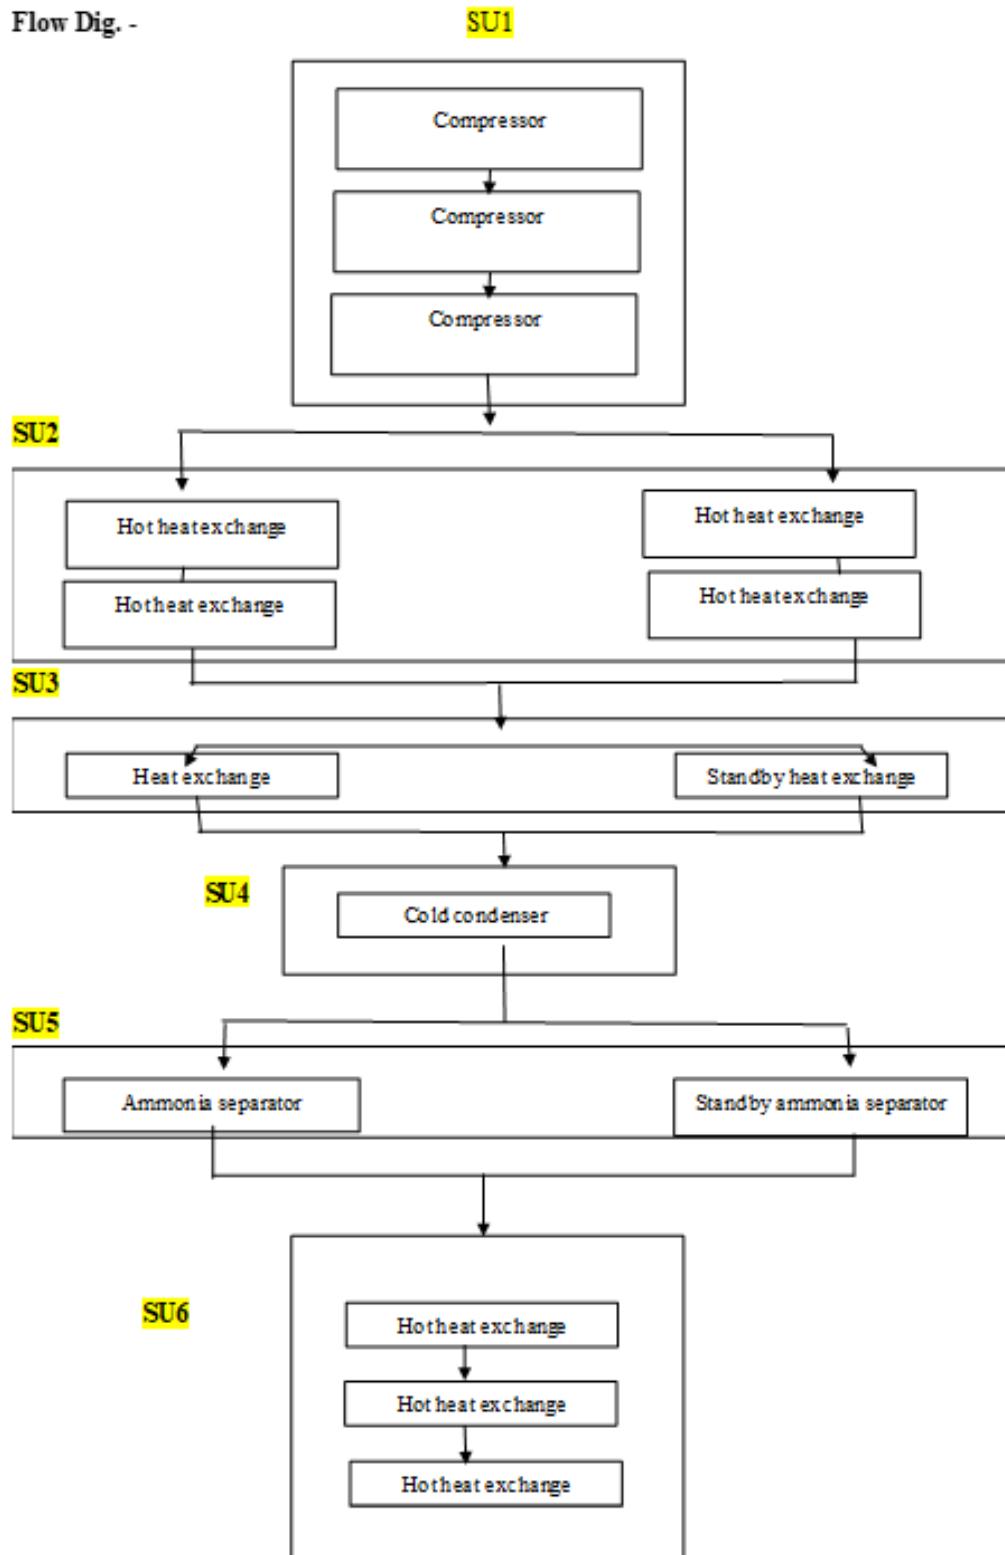 Flow Dig. - SU1
Compressor
Compressor
Compressor
SU2
Hot heat exchange
Hot heat exchange
Hot heat exchange
Hot heat exchange
SU3
Heat exchange
Standby heat exchange
SU4
Cold condenser
SU5
Ammonia separator
Standby ammonia separator
SU6
Hot heat exchange
Hot heat exchange
Hot heat exchange